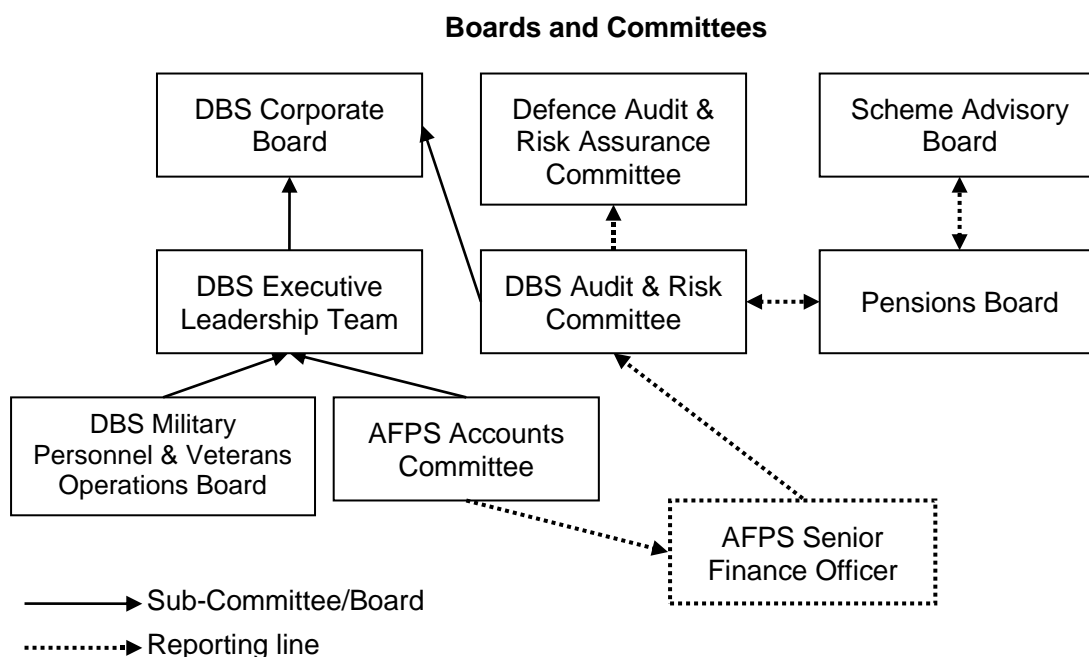 Boards and Committees
DBS Corporate
Board
Defence Audit &
Risk Assurance
Committee
Scheme Advisory
Board
DBS Executive
Leadership Team
DBS Audit & Risk
Committee
Pensions Board
DBS Military
Personnel & Veterans
Operations Board
AFPS Accounts
Committee
AFPS Senior
Finance Officer
Sub-Committee/Board
Reporting line